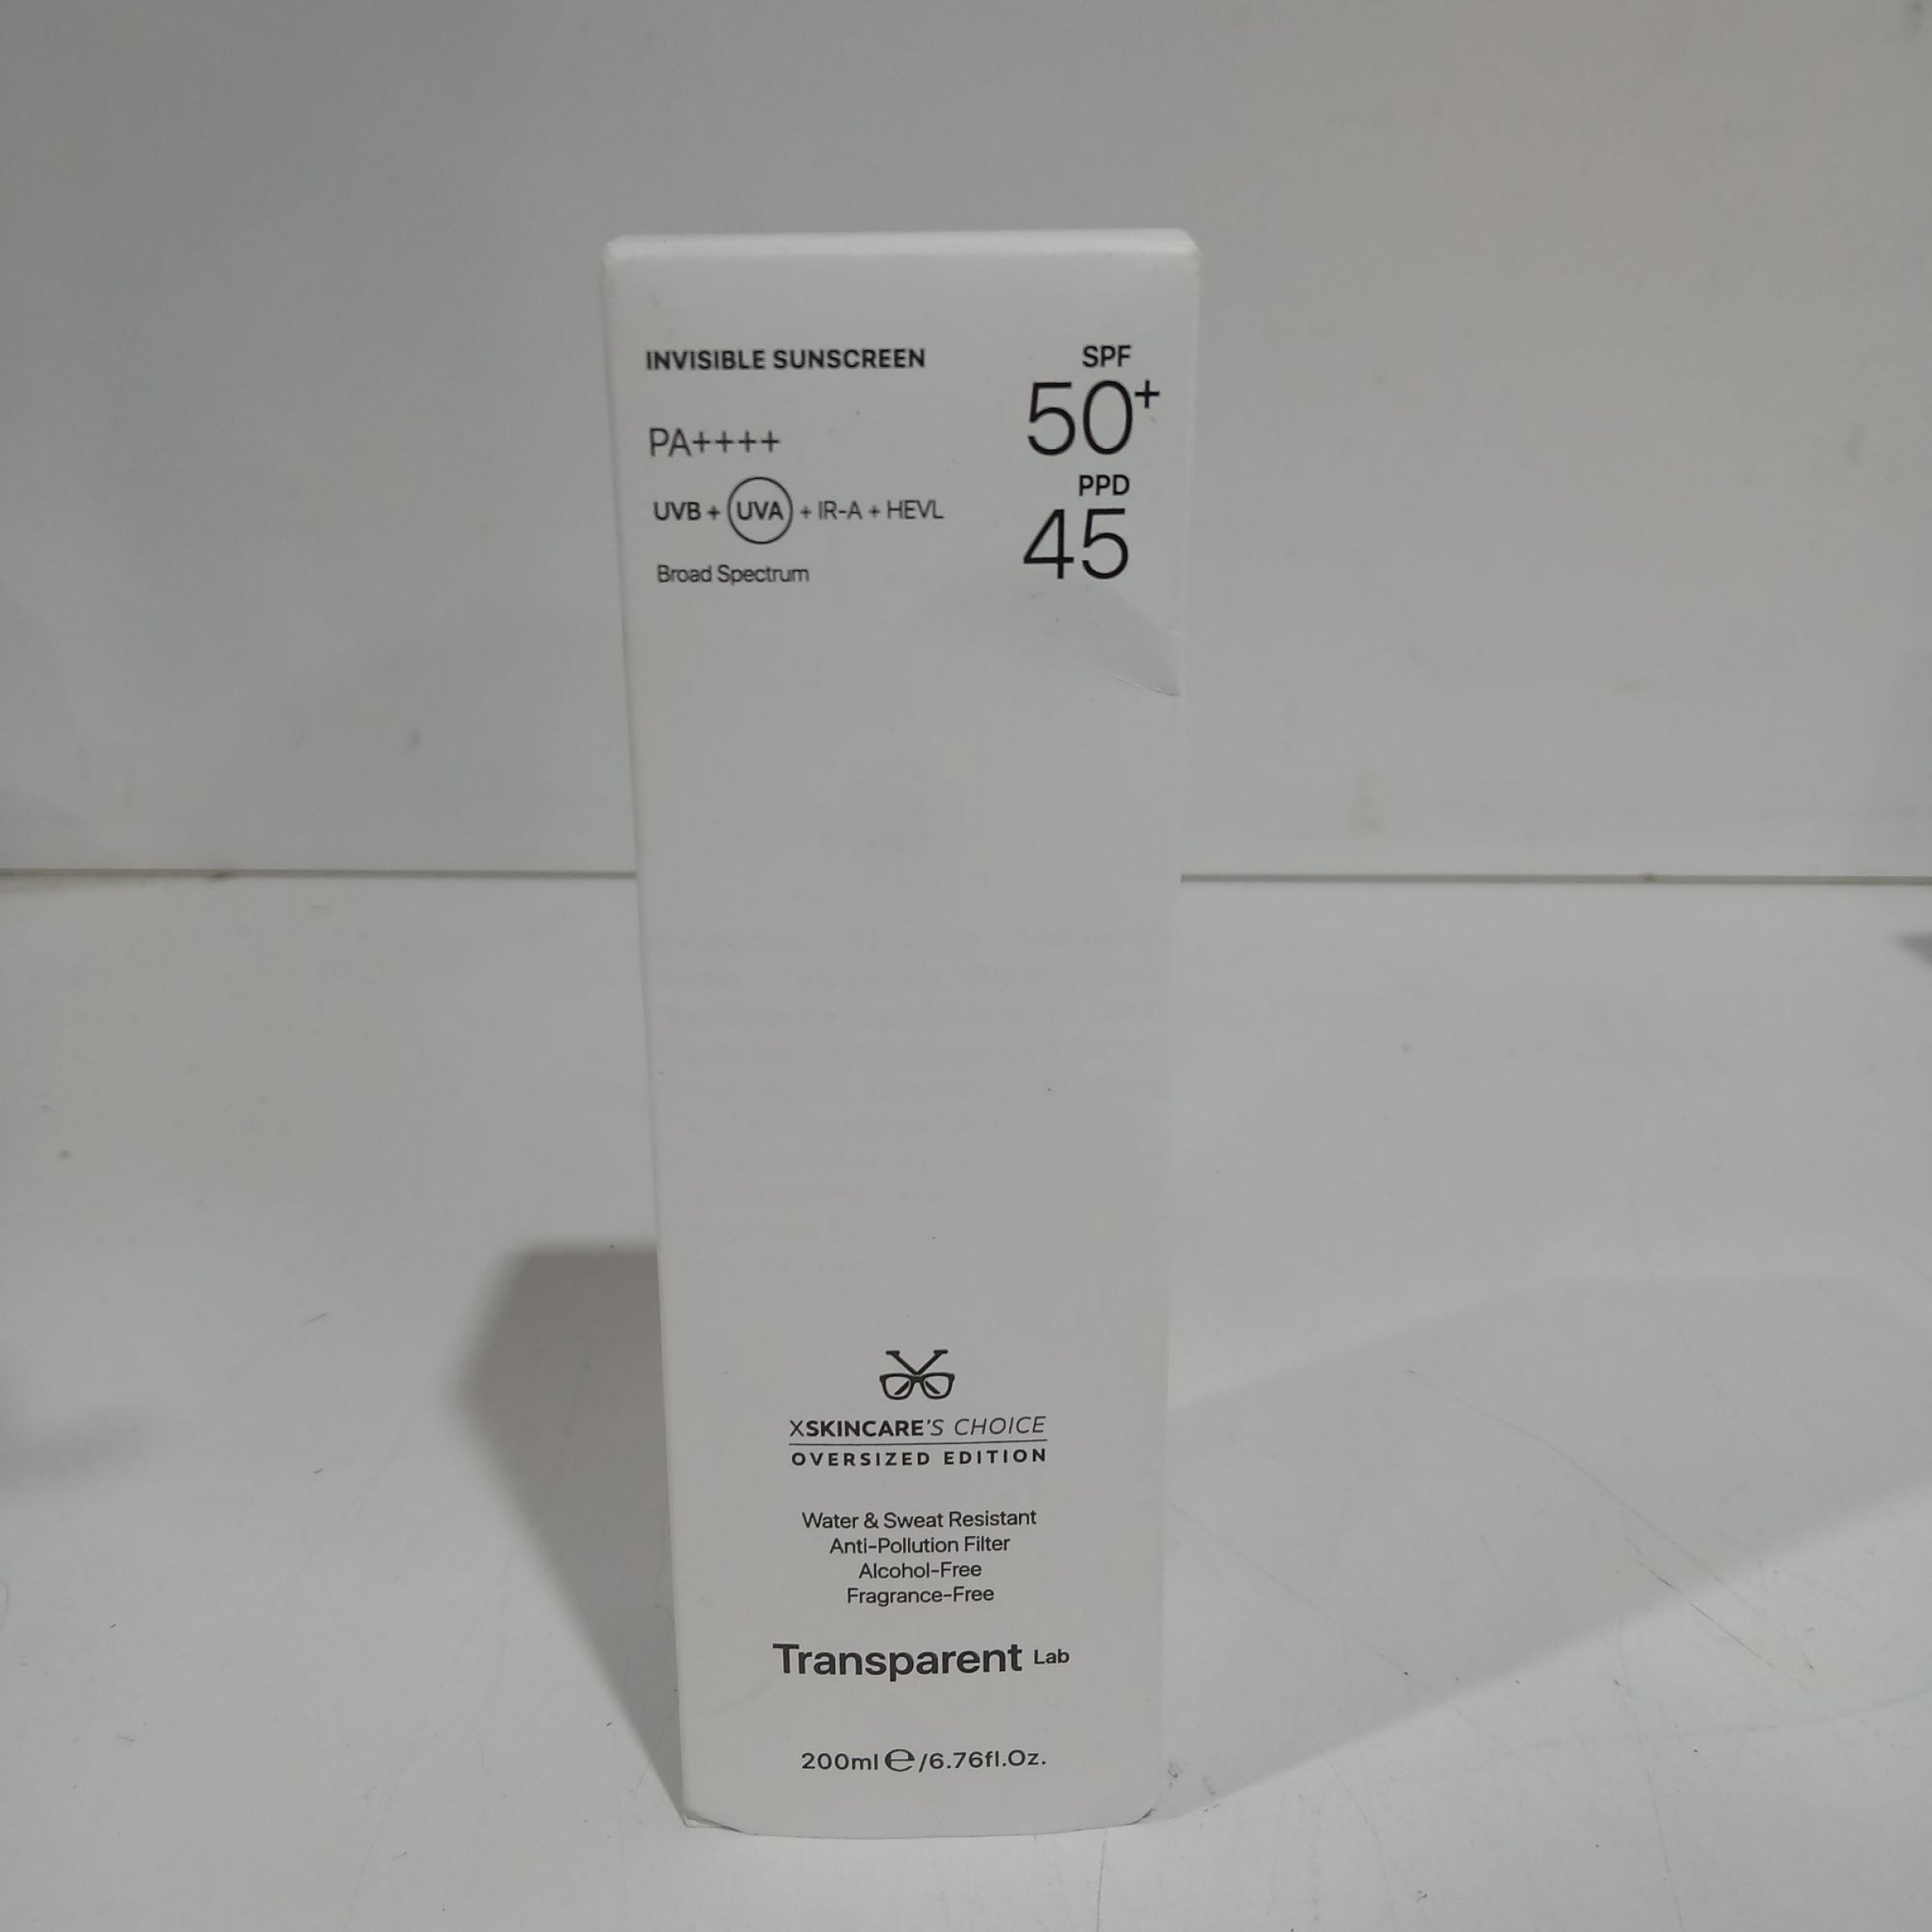 INVISIBLE SUNSCREEN
SPF
50+
PA++++
PPD
45
UVB + UVA + IR-A + HEVL
Broad Spectrum
XSKINCARE'S CHOICE
OVERSIZED EDITION
Water & Sweat Resistant
Anti-Pollution Filter
Alcohol-Free
Fragrance-Free
Transparent Lab
200ml ℮/6.76fl.Oz.